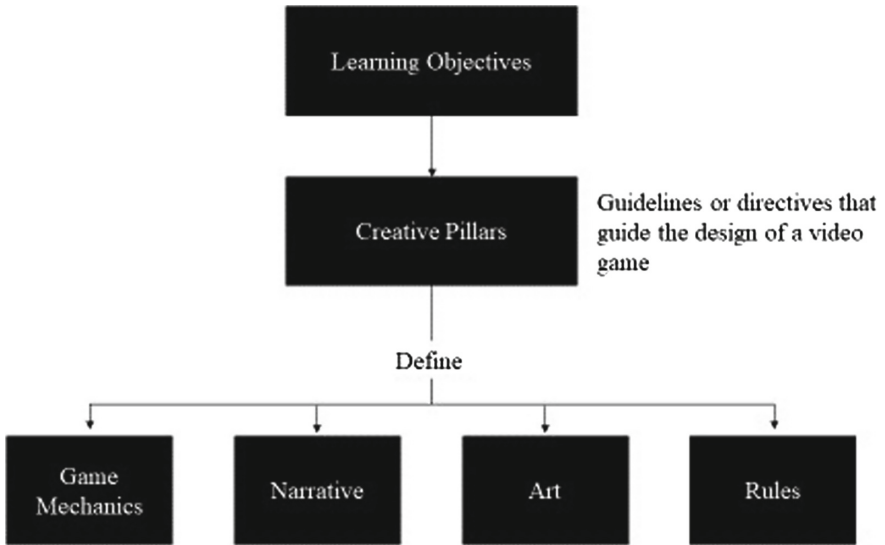 Learning Objectives
Creative Pillars
Guidelines or directives that
guide the design of a video
game
Define
Game
Mechanics
Narrative
Art
Rules